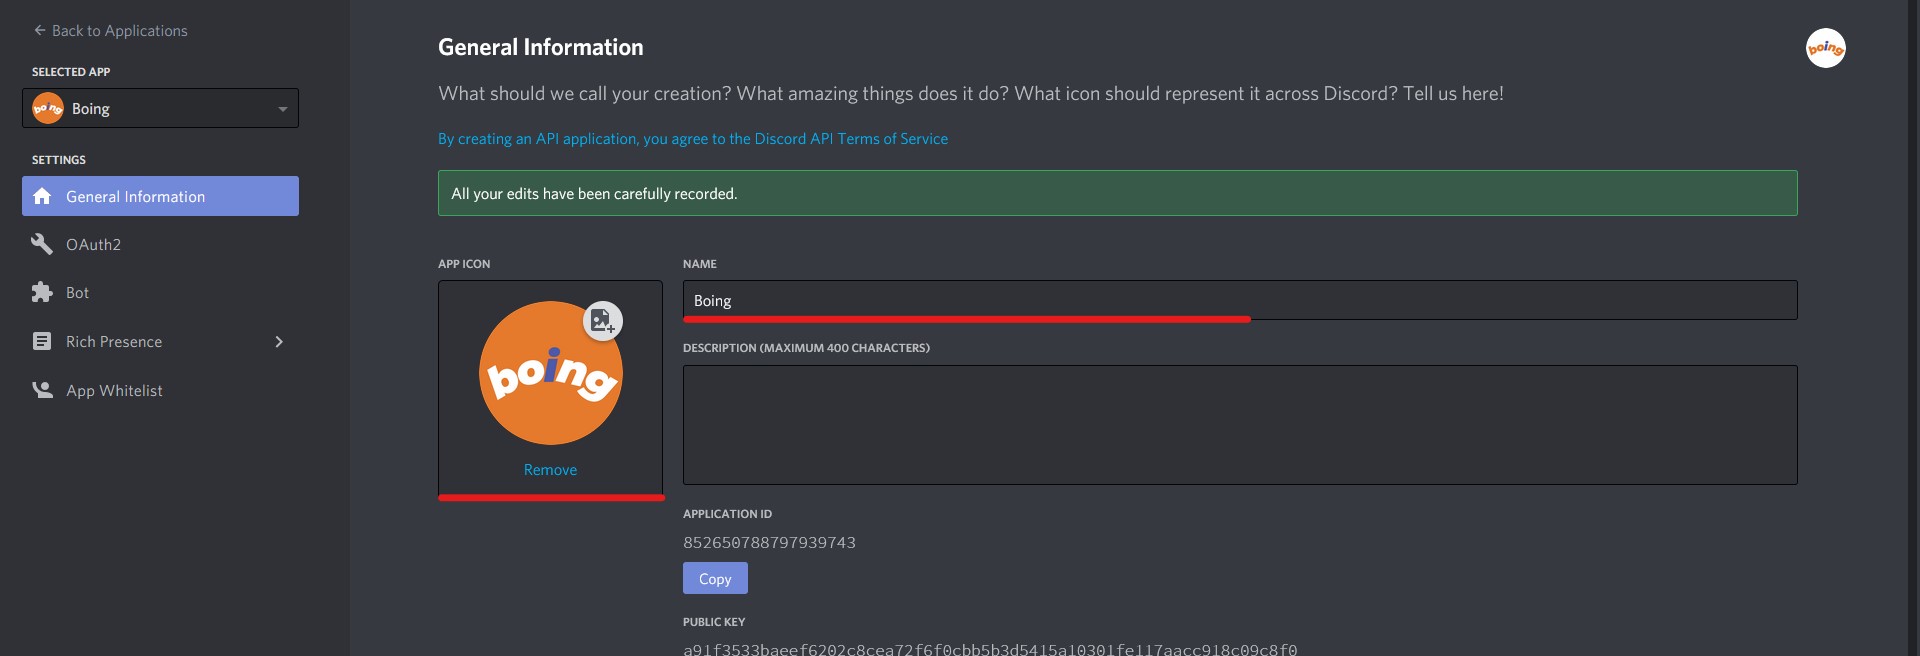 Back to Applications
SELECTED APP
boing Boing
SETTINGS
General Information
OAuth2
Bot
Rich Presence
App Whitelist
General Information
boing
What should we call your creation? What amazing things does it do? What icon should represent it across Discord? Tell us here!
By creating an API application, you agree to the Discord API Terms of Service
All your edits have been carefully recorded.
APP ICON
boing
Remove
NAME
Boing
DESCRIPTION (MAXIMUM 400 CHARACTERS)
APPLICATION ID
852650788797939743
Copy
PUBLIC KEY
a91f3533baeef6202c8cea72f6f0cbb5b3d5415a10301fe117aacc918c09c8f0